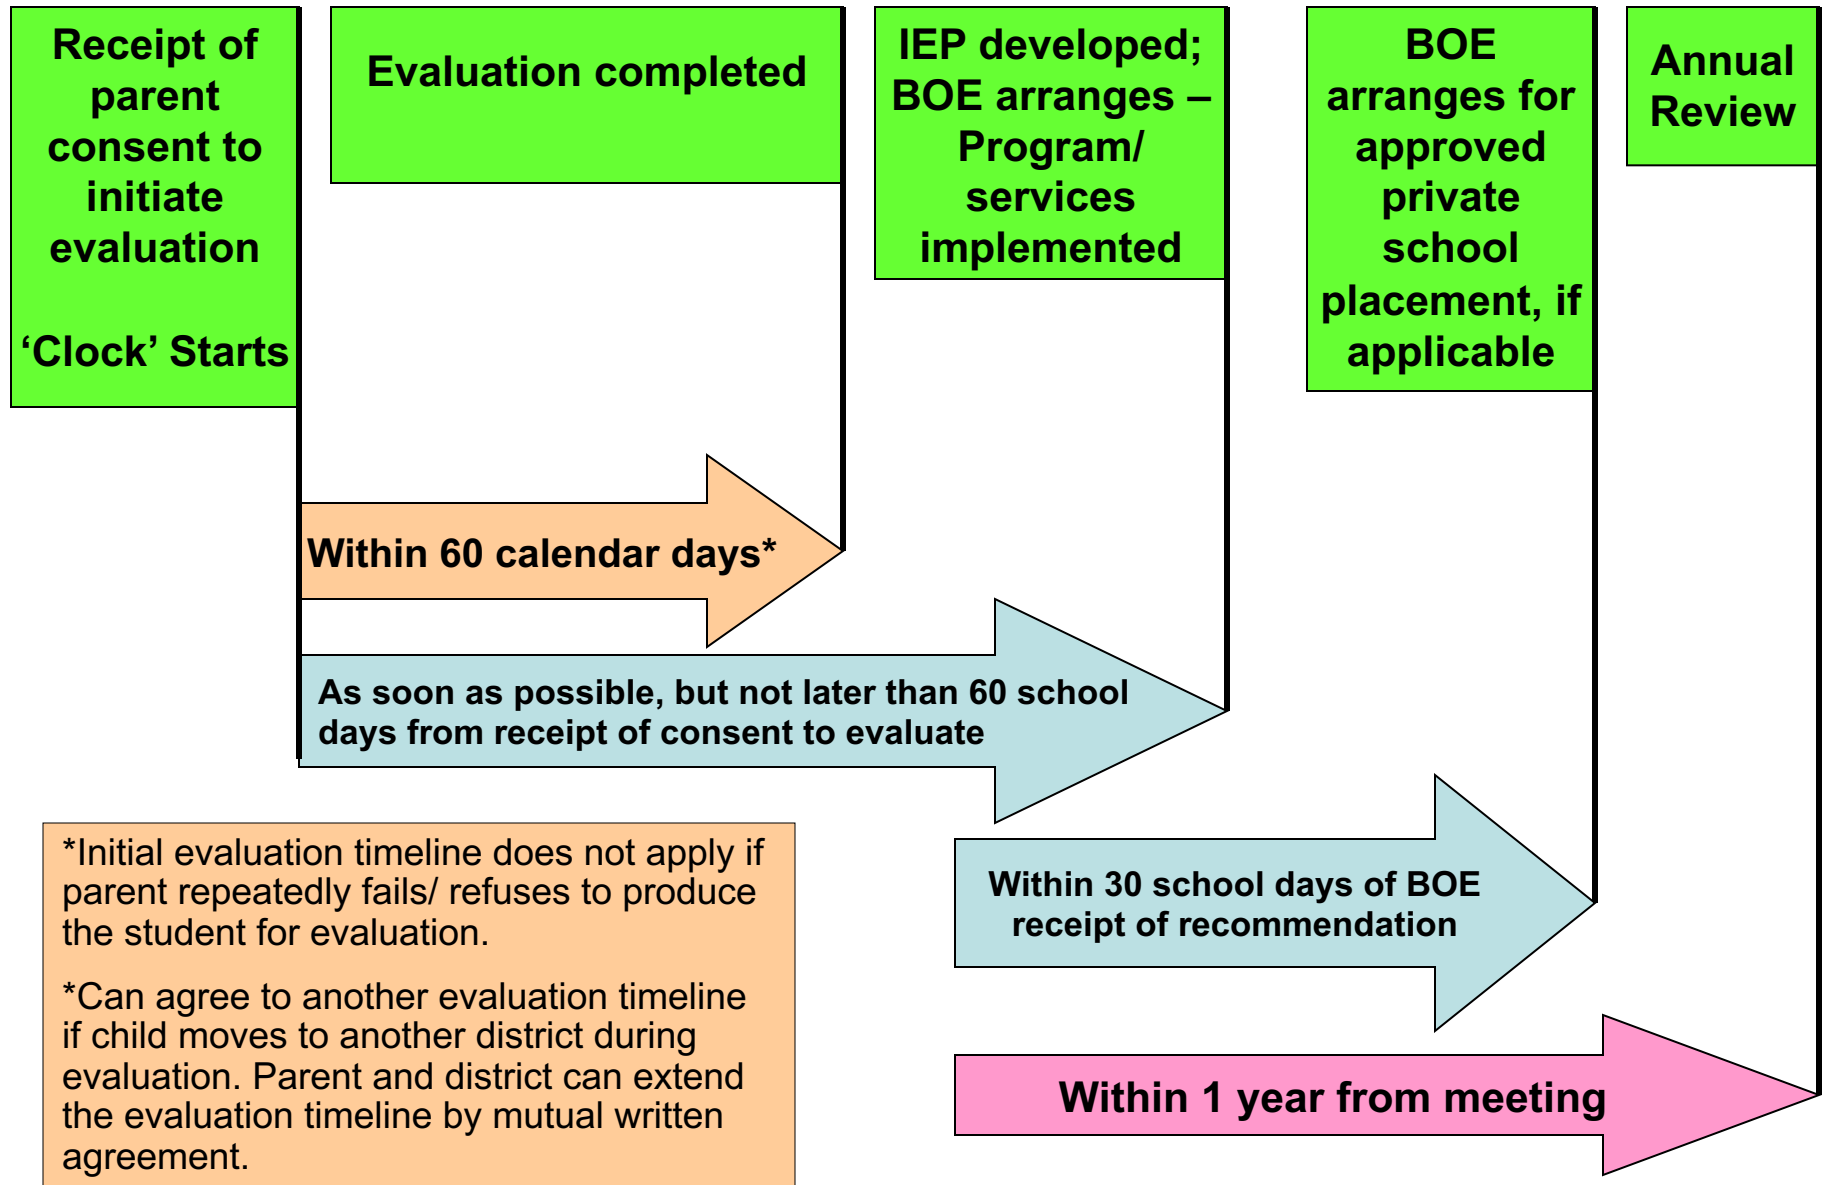 Receipt of
parent
consent to
initiate
evaluation
‘Clock’ Starts
Evaluation completed
IEP developed;
BOE arranges –
Program/
services
implemented
BOE
arranges for
approved
private
school
placement, if
applicable
Annual
Review
Within 60 calendar days*
As soon as possible, but not later than 60 school
days from receipt of consent to evaluate
Within 30 school days of BOE
receipt of recommendation
Within 1 year from meeting
*Initial evaluation timeline does not apply if
parent repeatedly fails/ refuses to produce
the student for evaluation.
*Can agree to another evaluation timeline
if child moves to another district during
evaluation. Parent and district can extend
the evaluation timeline by mutual written
agreement.